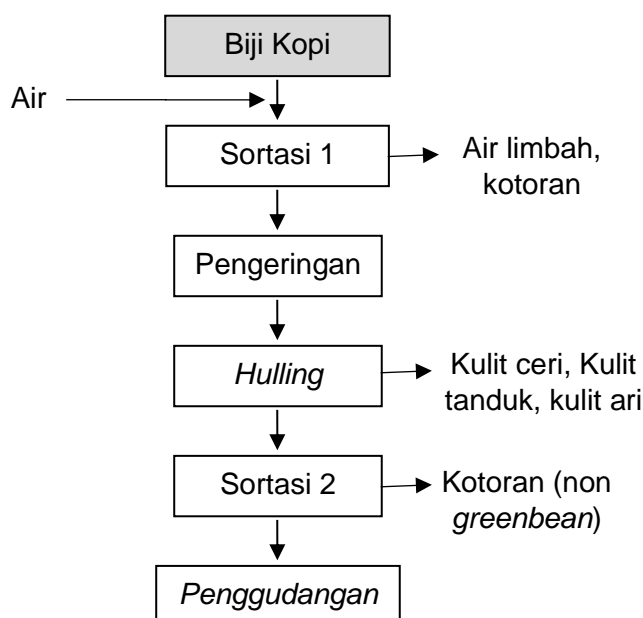 Biji Kopi
Air
Sortasi 1
Air limbah,
kotoran
Pengeringan
Hulling
Kulit ceri, Kulit
tanduk, kulit ari
Sortasi 2
Kotoran (non
greenbean)
Penggudangan